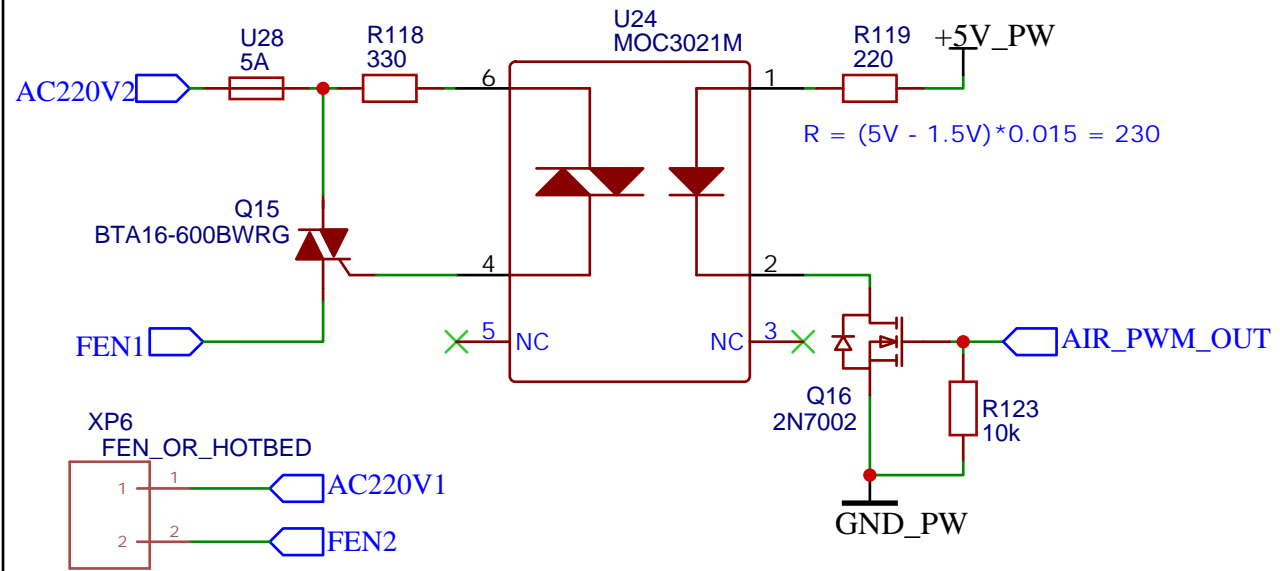 U24
MOC3021M
U28
5A
R118
330
R119
220
+5V_PW
AC220V2
6
1
R = (5V - 1.5V)*0.015 = 230
Q15
BTA16-600BWRG
4
2
FEN1
5 NC
NC 3
AIR_PWM_OUT
Q16
2N7002
R123
10k
XP6
FEN_OR_HOTBED
1 1 AC220V1
2 2 FEN2
GND_PW